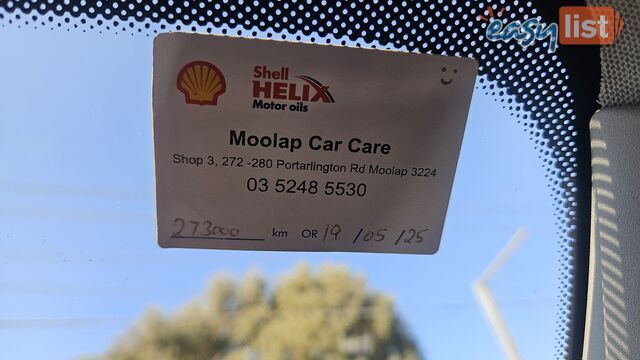 easy list
Shell
HELIX
Motor oils
Moolap Car Care
Shop 3, 272 -280 Portarlington Rd Moolap 3224
03 5248 5530
273000 km OR 19 /05 /25